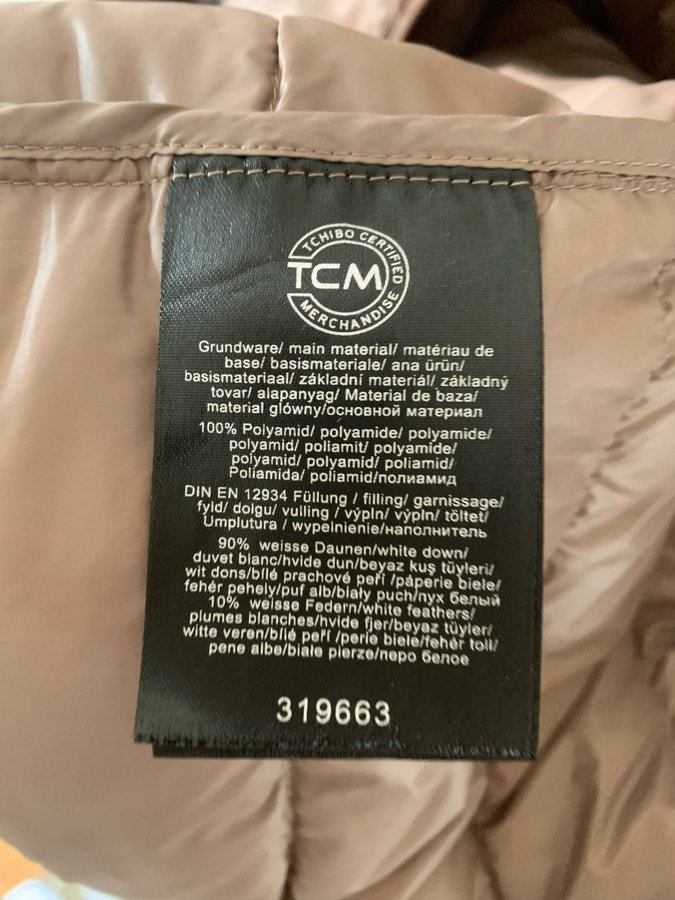 TCHIBO CERTIFIED
TCM
MERCHANDISE
Grundware/ main material/ matériau de
base/ basismateriale/ ana ürün/
basismateriaal/ základní materiál/ základný
tovar/ alapanyag/ Material de baza/
materiał główny/основной материал
100% Polyamid/ polyamide/ polyamide/
polyamid/ poliamit/ polyamide/
polyamid/ polyamid/ poliamid/
Poliamida/ poliamid/полиамид
DIN EN 12934 Füllung / filling/ garnissage/
fyld/ dolgu/ vulling / výpln/ výpln/ töltet/
Umplutura / wypelnienie/наполнитель
90% weisse Daunen/white down/
duvet blanc/hvide dun/beyaz kuş tüyleri/
wit dons/bílé prachové peří /páperie biele/
fehér pehely/puf alb/biały puch/пух белый
10% weisse Federn/white feathers/
plumes blanches/hvide fjer/beyaz tüyler/
witte veren/bílé peří /perie biele/fehér toll/
pene albe/białe pierze/перо белое
319663